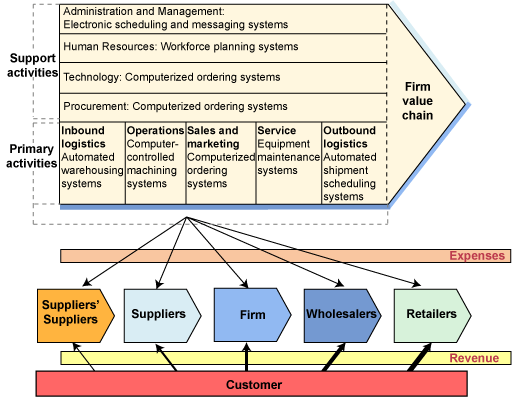 Administration and Management:
Electronic scheduling and messaging systems
Human Resources: Workforce planning systems
Support
activities
Technology: Computerized ordering systems
Procurement: Computerized ordering systems
Firm
value
chain
Primary
activities
Inbound
logistics
Automated
warehousing
systems
Operations
Computer-
controlled
machining
systems
Sales and
marketing
Computerized
ordering
systems
Service
Equipment
maintenance
systems
Outbound
logistics
Automated
shipment
scheduling
systems
Expenses
Suppliers'
Suppliers
Suppliers
Firm
Wholesalers
Retailers
Revenue
Customer